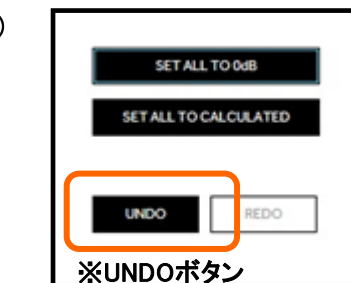 )
SET ALL TO 0dB
SET ALL TO CALCULATED
UNDO REDO
※UNDOボタン